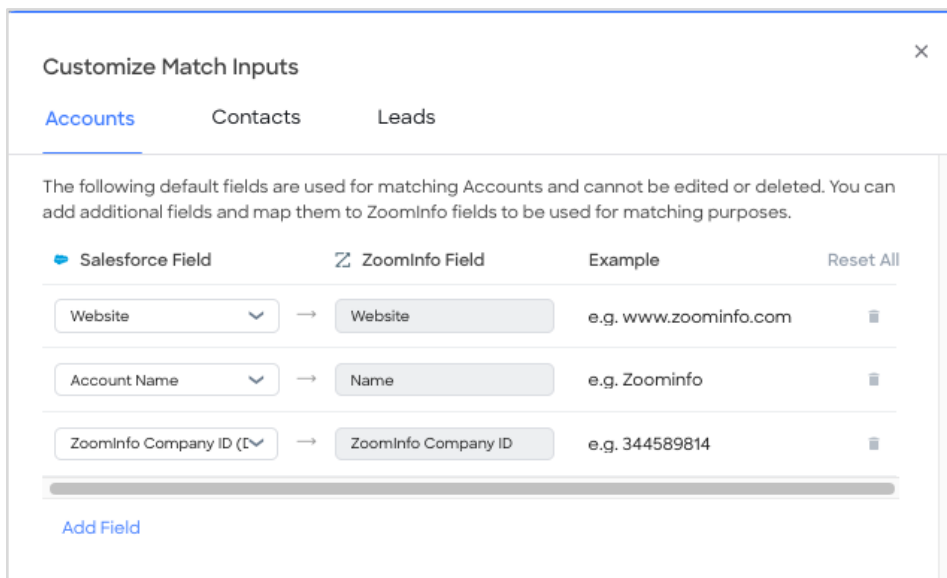 Customize Match Inputs
Accounts Contacts Leads
The following default fields are used for matching Accounts and cannot be edited or deleted. You can
add additional fields and map them to ZoomInfo fields to be used for matching purposes.
Salesforce Field ZoomInfo Field Example Reset All
Website → Website e.g. www.zoominfo.com
Account Name → Name e.g. Zoominfo
ZoomInfo Company ID (D → ZoomInfo Company ID e.g. 344589814
Add Field